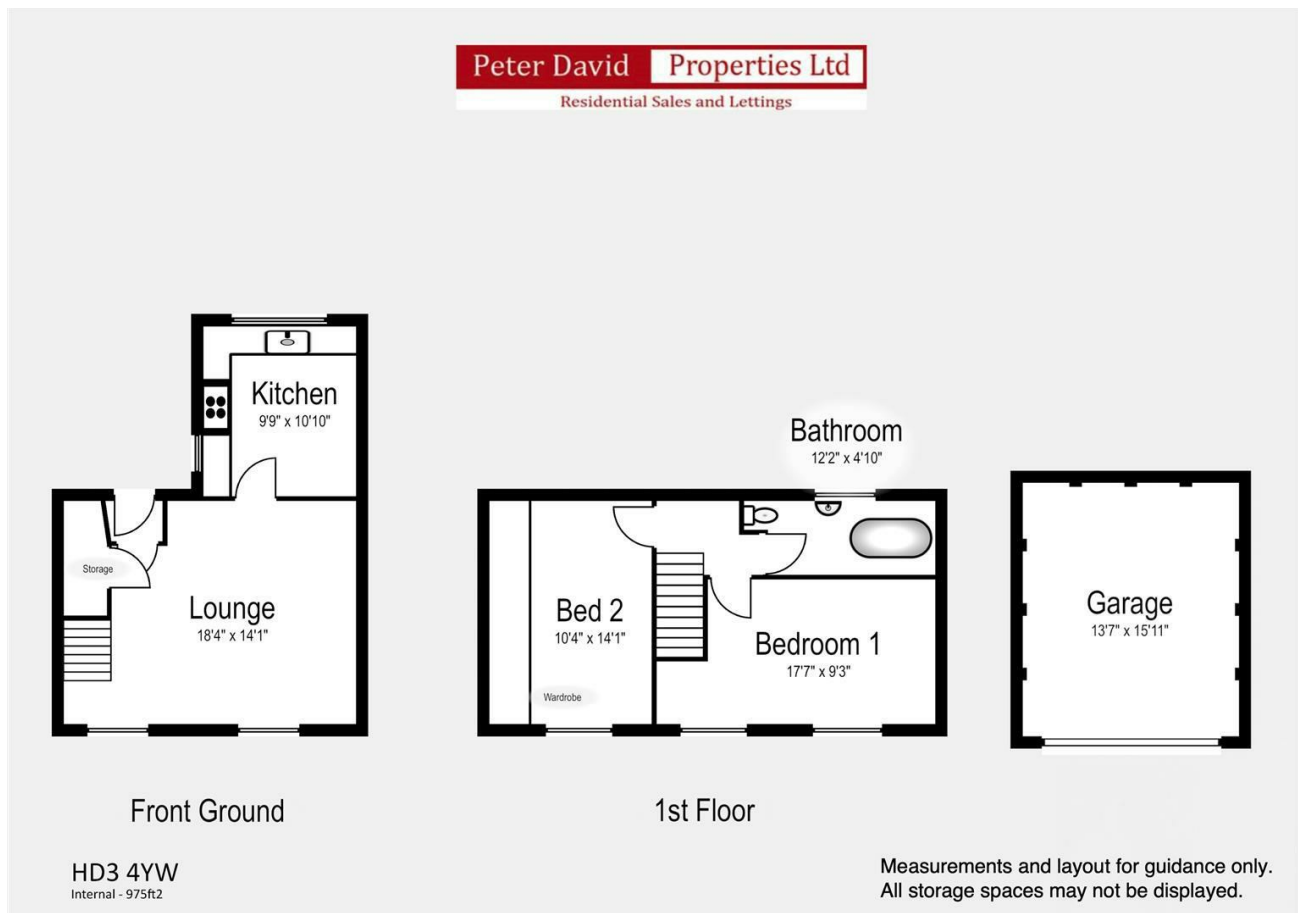 Peter David Properties Ltd
Residential Sales and Lettings
Kitchen
9'9" x 10'10"
Storage
Lounge
18'4" x 14'1"
Front Ground
Bathroom
12'2" x 4'10"
Bed 2
10'4" x 14'1"
Wardrobe
Bedroom 1
17'7" x 9'3"
1st Floor
Garage
13'7" x 15'11"
HD3 4YW
Internal - 975ft2
Measurements and layout for guidance only.
All storage spaces may not be displayed.